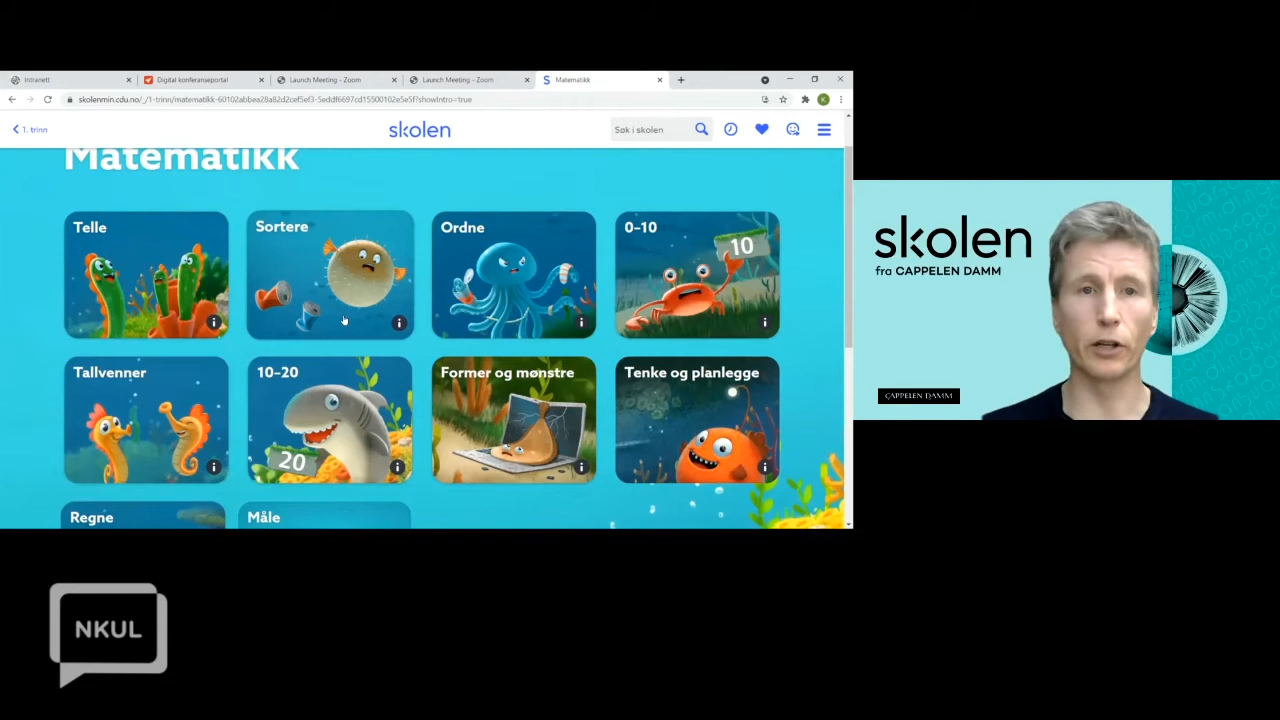 Intranett
Digital konferanseportal
Launch Meeting - Zoom
Launch Meeting - Zoom
S Matematikk
K
1. trinn
skolen
Søk i skolen
Matematikk
Telle
Sortere
Ordne
0–10
10
Tallvenner
10–20
20
Former og mønstre
Tenke og planlegge
Regne
Måle
skolen
fra CAPPELEN DAMM
CAPPELEN DAMM
NKUL